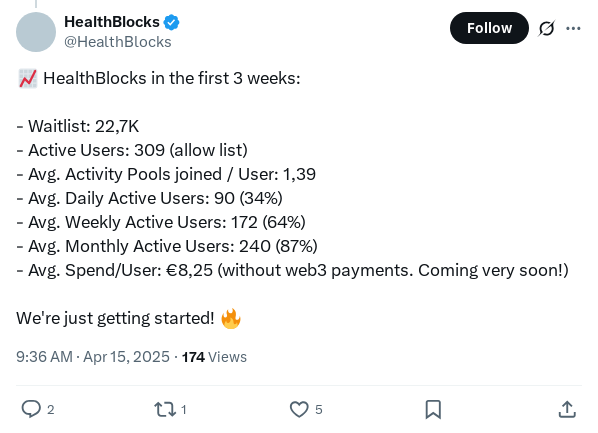 HealthBlocks
@HealthBlocks
Follow
📈 HealthBlocks in the first 3 weeks:
- Waitlist: 22,7K
- Active Users: 309 (allow list)
- Avg. Activity Pools joined / User: 1,39
- Avg. Daily Active Users: 90 (34%)
- Avg. Weekly Active Users: 172 (64%)
- Avg. Monthly Active Users: 240 (87%)
- Avg. Spend/User: €8,25 (without web3 payments. Coming very soon!)
We're just getting started! 🔥
9:36 AM · Apr 15, 2025 · 174 Views
2 1 5